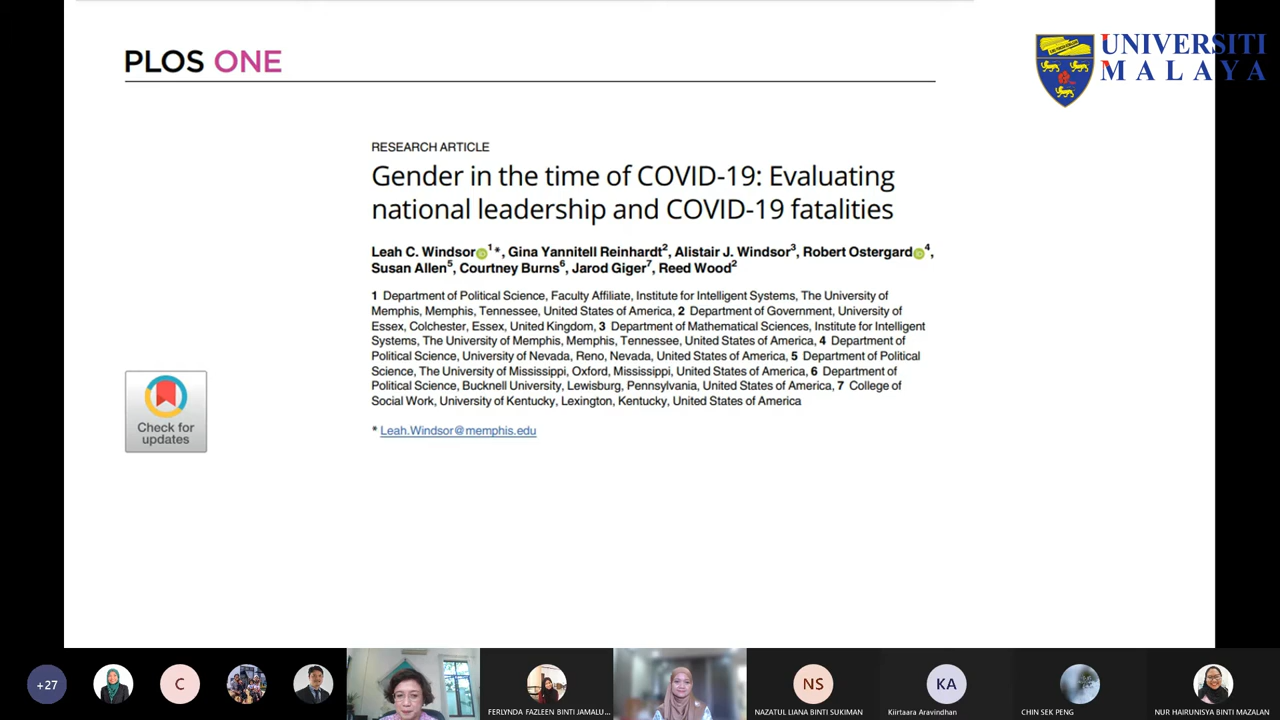 PLOS ONE
UNIVERSITI
MALAYA
RESEARCH ARTICLE
Gender in the time of COVID-19: Evaluating
national leadership and COVID-19 fatalities
Leah C. Windsor1*, Gina Yannitell Reinhardt2, Alistair J. Windsor3, Robert Ostergard4,
Susan Allen5, Courtney Burns6, Jarod Giger7, Reed Wood2
1 Department of Political Science, Faculty Affiliate, Institute for Intelligent Systems, The University of
Memphis, Memphis, Tennessee, United States of America, 2 Department of Government, University of
Essex, Colchester, Essex, United Kingdom, 3 Department of Mathematical Sciences, Institute for Intelligent
Systems, The University of Memphis, Memphis, Tennessee, United States of America, 4 Department of
Political Science, University of Nevada, Reno, Nevada, United States of America, 5 Department of Political
Science, The University of Mississippi, Oxford, Mississippi, United States of America, 6 Department of
Political Science, Bucknell University, Lewisburg, Pennsylvania, United States of America, 7 College of
Social Work, University of Kentucky, Lexington, Kentucky, United States of America
* Leah.Windsor@memphis.edu
Check for
updates
+27
C
NS
KA
FERLYNDA FAZLEEN BINTI JAMALU...
NAZATUL LIANA BINTI SUKIMAN
Kiirtaara Aravindhan
CHIN SEK PENG
NUR HAIRUNISYA BINTI MAZALAN